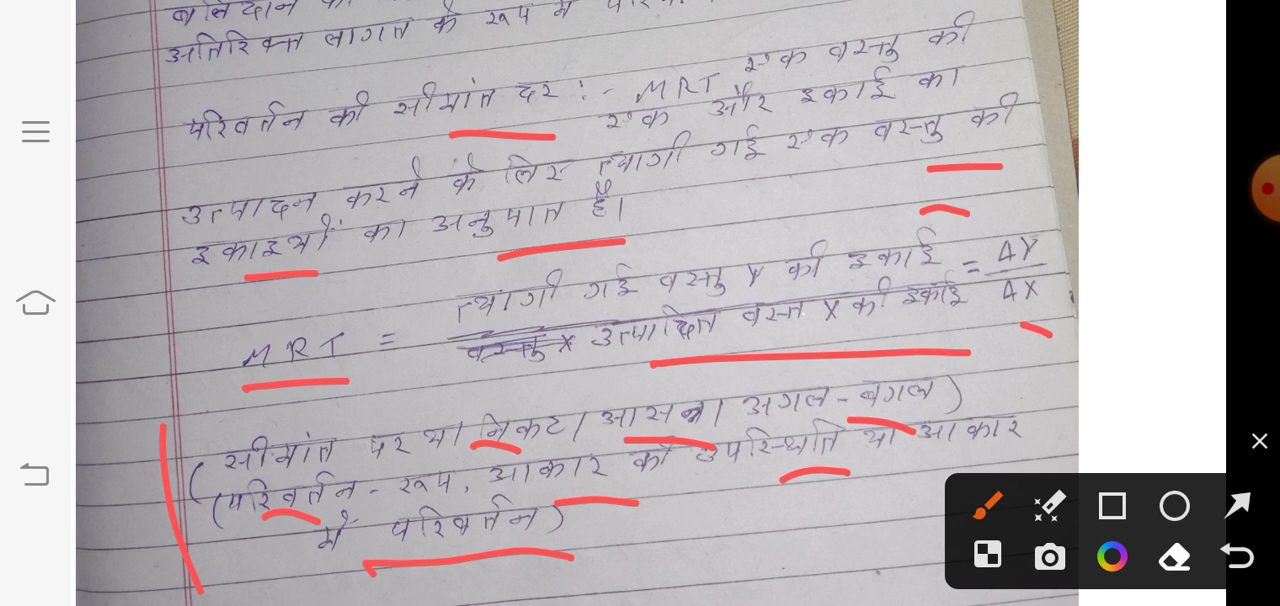 बलिदान की
अतिरिक्त लागत के रूप में
परिवर्तन की सीमांत दर :- MRT एक वस्तु की
एक और इकाई का
उत्पादन करने के लिए त्यागी गई एक वस्तु की
इकाइयों का अनुपात है।
त्यागी गई वस्तु Y की इकाई = ΔY
MRT = वस्तु X उत्पादित वस्तु X की इकाई ΔX
(सीमांत पर या निकट / आसन्न / अगल-बगल)
(परिवर्तन - रूप, आकार की उपस्थिति या आकार
में परिवर्तन)